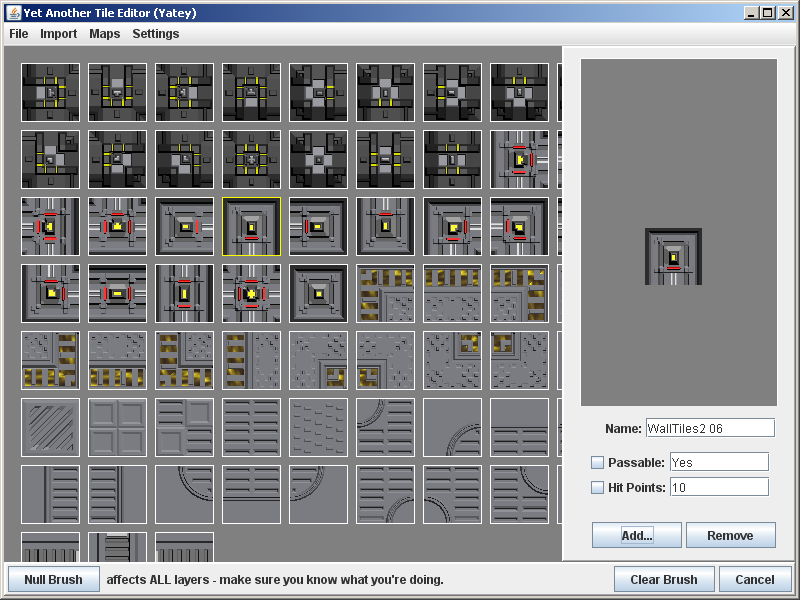 Yet Another Tile Editor (Yatey)
File Import Maps Settings
Name: WallTiles2 06
Passable: Yes
Hit Points: 10
Add... Remove
Null Brush affects ALL layers - make sure you know what you're doing. Clear Brush Cancel